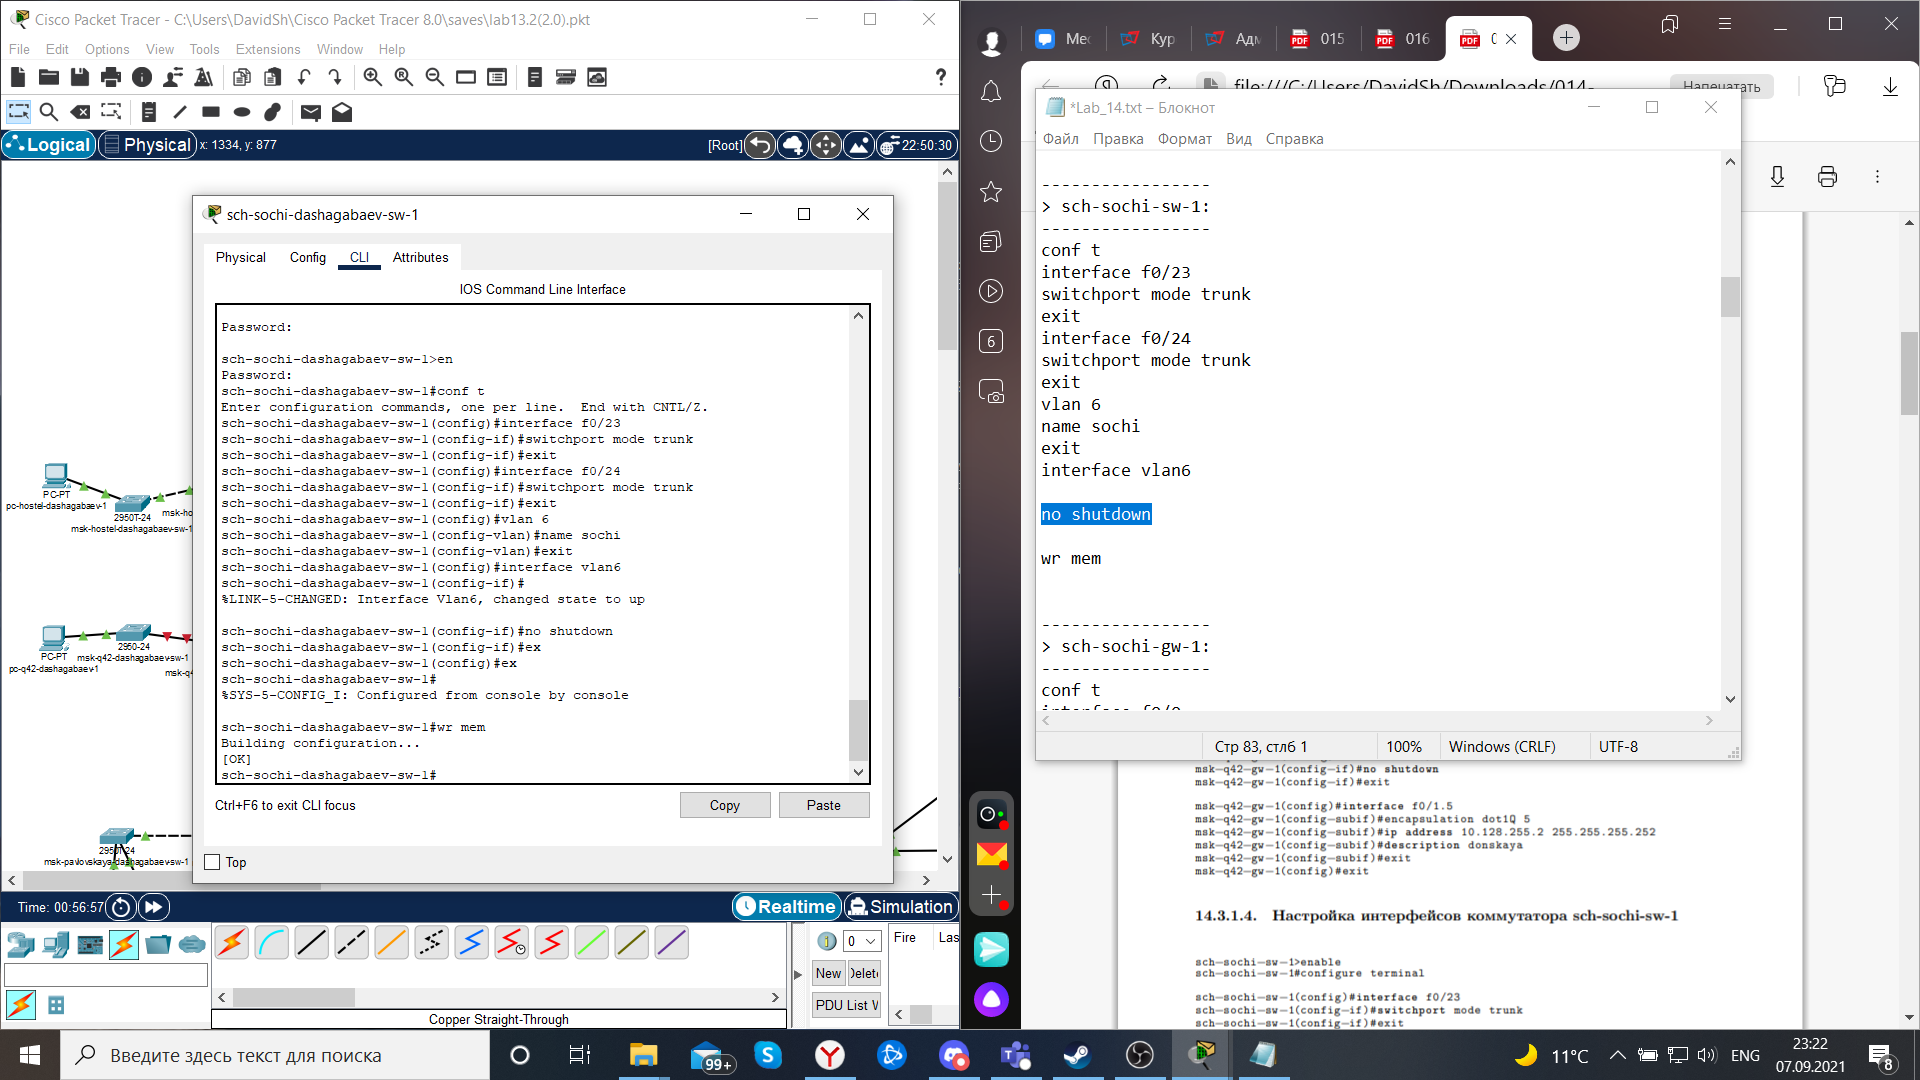 Cisco Packet Tracer - C:\Users\DavidSh\Cisco Packet Tracer 8.0\saves\lab13.2(2.0).pkt
File Edit Options View Tools Extensions Window Help
?
Logical Physical x: 1334, y: 877
[Root] 22:50:30
sch-sochi-dashagabaev-sw-1
Physical Config CLI Attributes
IOS Command Line Interface
Password:
sch-sochi-dashagabaev-sw-1>en
Password:
sch-sochi-dashagabaev-sw-1#conf t
Enter configuration commands, one per line. End with CNTL/Z.
sch-sochi-dashagabaev-sw-1(config)#interface f0/23
sch-sochi-dashagabaev-sw-1(config-if)#switchport mode trunk
sch-sochi-dashagabaev-sw-1(config-if)#exit
sch-sochi-dashagabaev-sw-1(config)#interface f0/24
sch-sochi-dashagabaev-sw-1(config-if)#switchport mode trunk
sch-sochi-dashagabaev-sw-1(config-if)#exit
sch-sochi-dashagabaev-sw-1(config)#vlan 6
sch-sochi-dashagabaev-sw-1(config-vlan)#name sochi
sch-sochi-dashagabaev-sw-1(config-vlan)#exit
sch-sochi-dashagabaev-sw-1(config)#interface vlan6
sch-sochi-dashagabaev-sw-1(config-if)#
%LINK-5-CHANGED: Interface Vlan6, changed state to up
sch-sochi-dashagabaev-sw-1(config-if)#no shutdown
sch-sochi-dashagabaev-sw-1(config-if)#ex
sch-sochi-dashagabaev-sw-1(config)#ex
sch-sochi-dashagabaev-sw-1#
%SYS-5-CONFIG_I: Configured from console by console
sch-sochi-dashagabaev-sw-1#wr mem
Building configuration...
[OK]
sch-sochi-dashagabaev-sw-1#
Ctrl+F6 to exit CLI focus
Copy Paste
Top
PC-PT
pc-hostel-dashagabaev-1
2950T-24
msk-hostel-dashagabaev-sw-1
msk-ho
PC-PT
pc-q42-dashagabaev-1
2950-24
msk-q42-dashagabaev-sw-1
msk-q4
2950T-24
msk-pavlovskaya-dashagabaev-sw-1
Time: 00:56:57
Realtime Simulation
Copper Straight-Through
0
New Delet
PDU List W
Fire Las
Мес Кур Адм 015 016 0
file:///C:/Users/DavidSh/Downloads/014-
Напечатать
6
*Lab_14.txt – Блокнот
Файл Правка Формат Вид Справка
-----------------
> sch-sochi-sw-1:
-----------------
conf t
interface f0/23
switchport mode trunk
exit
interface f0/24
switchport mode trunk
exit
vlan 6
name sochi
exit
interface vlan6
no shutdown
wr mem
-----------------
> sch-sochi-gw-1:
-----------------
conf t
interface f0/0
Стр 83, стлб 1 100% Windows (CRLF) UTF-8
msk-q42-gw-1(config-if)#no shutdown
msk-q42-gw-1(config-if)#exit
msk-q42-gw-1(config)#interface f0/1.5
msk-q42-gw-1(config-subif)#encapsulation dot1Q 5
msk-q42-gw-1(config-subif)#ip address 10.128.255.2 255.255.255.252
msk-q42-gw-1(config-subif)#description donskaya
msk-q42-gw-1(config-subif)#exit
msk-q42-gw-1(config)#exit
14.3.1.4. Настройка интерфейсов коммутатора sch-sochi-sw-1
sch-sochi-sw-1>enable
sch-sochi-sw-1#configure terminal
sch-sochi-sw-1(config)#interface f0/23
sch-sochi-sw-1(config-if)#switchport mode trunk
sch-sochi-sw-1(config-if)#exit
Введите здесь текст для поиска
99+
11°C
ENG
23:22
07.09.2021
8